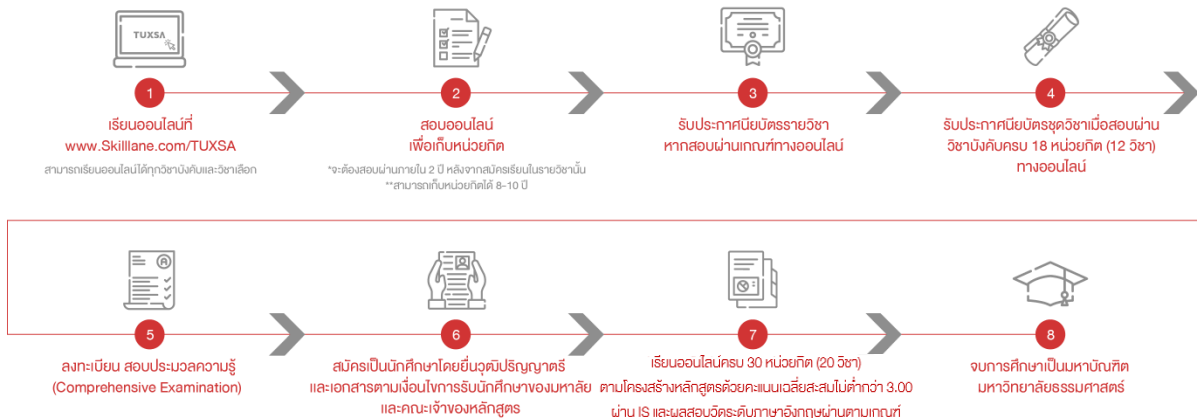 TUXSA
1
2
3
4
เรียนออนไลน์ที่
www.Skilllane.com/TUXSA
สามารถเรียนออนไลน์ได้ทุกวิชาบังคับและวิชาเลือก
สอบออนไลน์
เพื่อเก็บหน่วยกิต
*จะต้องสอบผ่านภายใน 2 ปี หลังจากสมัครเรียนในรายวิชานั้น
**สามารถเก็บหน่วยกิตได้ 8-10 ปี
รับประกาศนียบัตรรายวิชา
หากสอบผ่านเกณฑ์ทางออนไลน์
รับประกาศนียบัตรชุดวิชาเมื่อสอบผ่าน
วิชาบังคับครบ 18 หน่วยกิต (12 วิชา)
ทางออนไลน์
A
5
6
7
8
ลงทะเบียน สอบประมวลความรู้
(Comprehensive Examination)
สมัครเป็นนักศึกษาโดยยื่นวุฒิปริญญาตรี
และเอกสารตามเงื่อนไขการรับนักศึกษาของมหาลัย
และคณะเจ้าของหลักสูตร
เรียนออนไลน์ครบ 30 หน่วยกิต (20 วิชา)
ตามโครงสร้างหลักสูตรด้วยคะแนนเฉลี่ยสะสมไม่ต่ำกว่า 3.00
ผ่าน IS และผลสอบวัดระดับภาษาอังกฤษผ่านตามเกณฑ์
จบการศึกษาเป็นมหาบัณฑิต
มหาวิทยาลัยธรรมศาสตร์